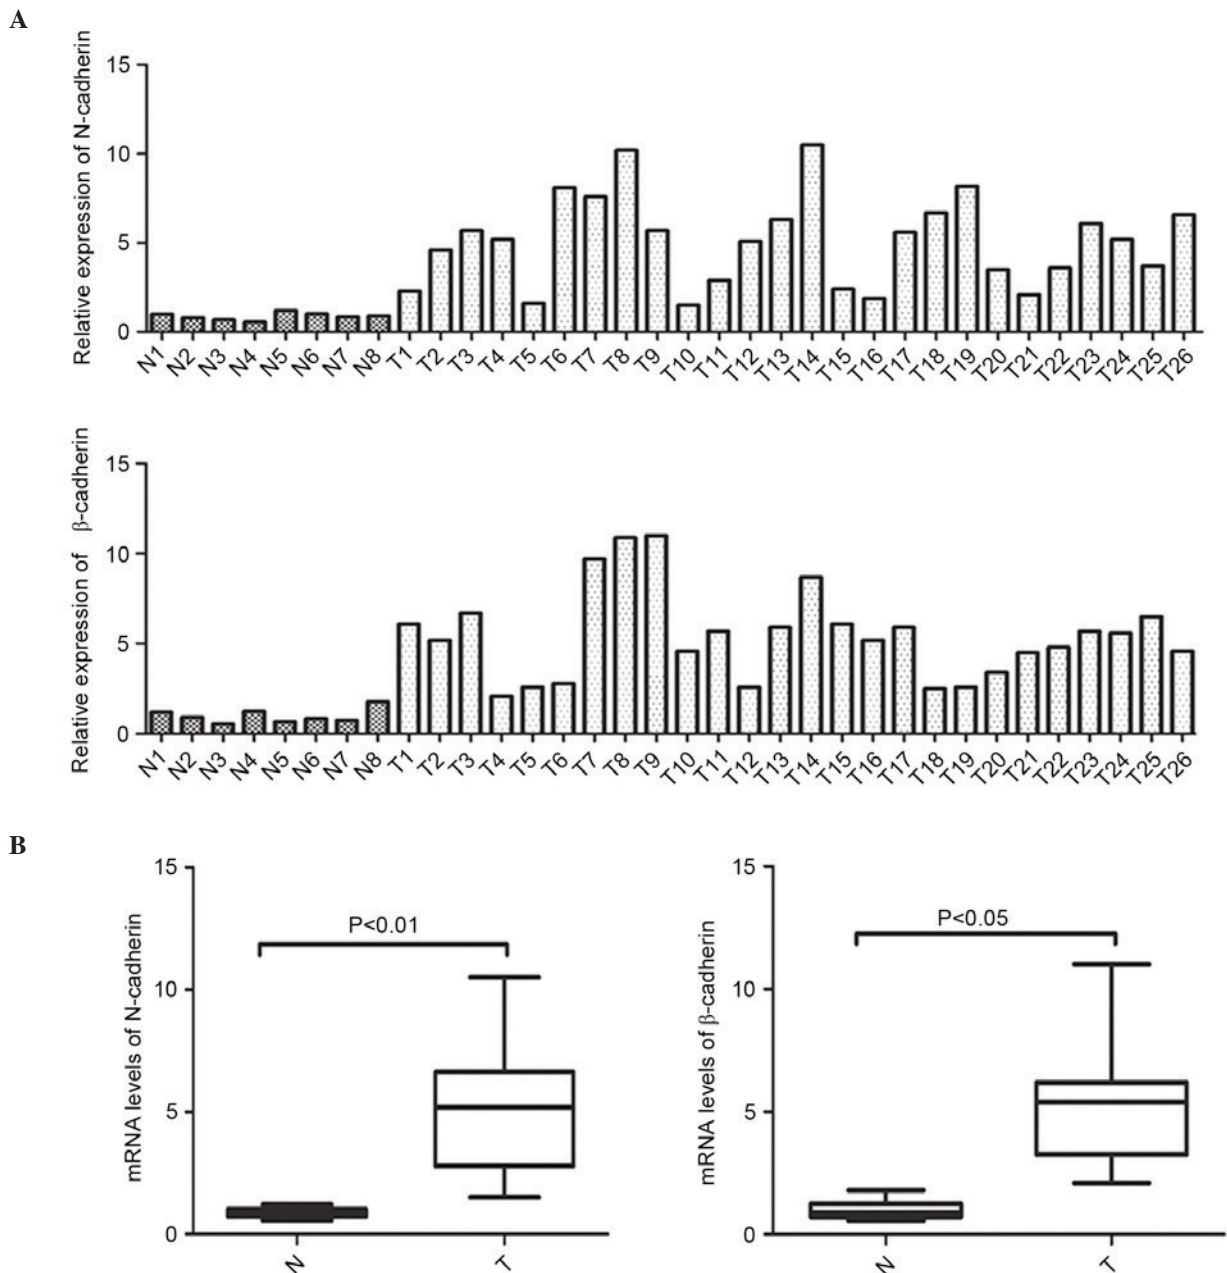 A
Relative expression of N-cadherin
15
10
5
0
N1 N2 N3 N4 N5 N6 N7 N8 T1 T2 T3 T4 T5 T6 T7 T8 T9 T10 T11 T12 T13 T14 T15 T16 T17 T18 T19 T20 T21 T22 T23 T24 T25 T26
Relative expression of β-cadherin
15
10
5
0
N1 N2 N3 N4 N5 N6 N7 N8 T1 T2 T3 T4 T5 T6 T7 T8 T9 T10 T11 T12 T13 T14 T15 T16 T17 T18 T19 T20 T21 T22 T23 T24 T25 T26
B
mRNA levels of N-cadherin
15
10
5
0
P<0.01
N T
mRNA levels of β-cadherin
15
10
5
0
P<0.05
N T